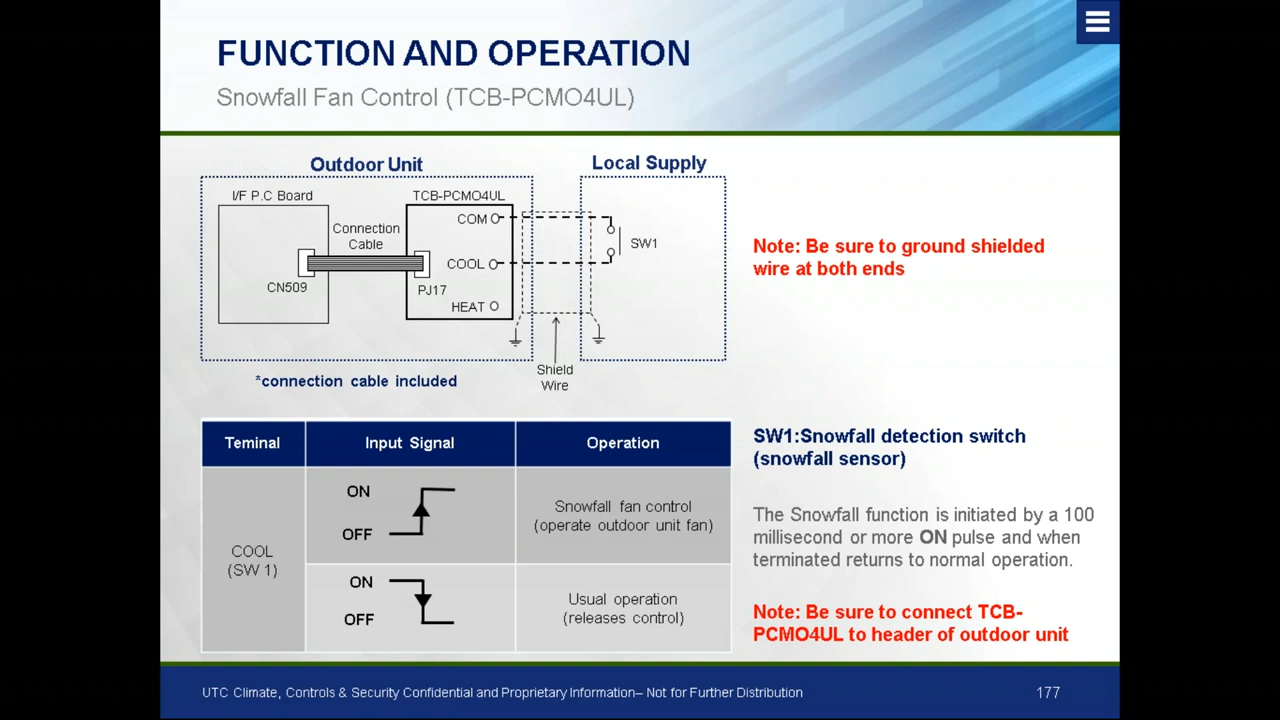 FUNCTION AND OPERATION
Snowfall Fan Control (TCB-PCMO4UL)
Outdoor Unit
Local Supply
I/F P.C Board
TCB-PCMO4UL
COM
Connection
Cable
SW1
COOL
CN509
PJ17
HEAT
Shield
Wire
*connection cable included
Note: Be sure to ground shielded
wire at both ends
Teminal
Input Signal
Operation
COOL
(SW 1)
ON
OFF
Snowfall fan control
(operate outdoor unit fan)
ON
OFF
Usual operation
(releases control)
SW1:Snowfall detection switch
(snowfall sensor)
The Snowfall function is initiated by a 100
millisecond or more ON pulse and when
terminated returns to normal operation.
Note: Be sure to connect TCB-
PCMO4UL to header of outdoor unit
UTC Climate, Controls & Security Confidential and Proprietary Information– Not for Further Distribution
177